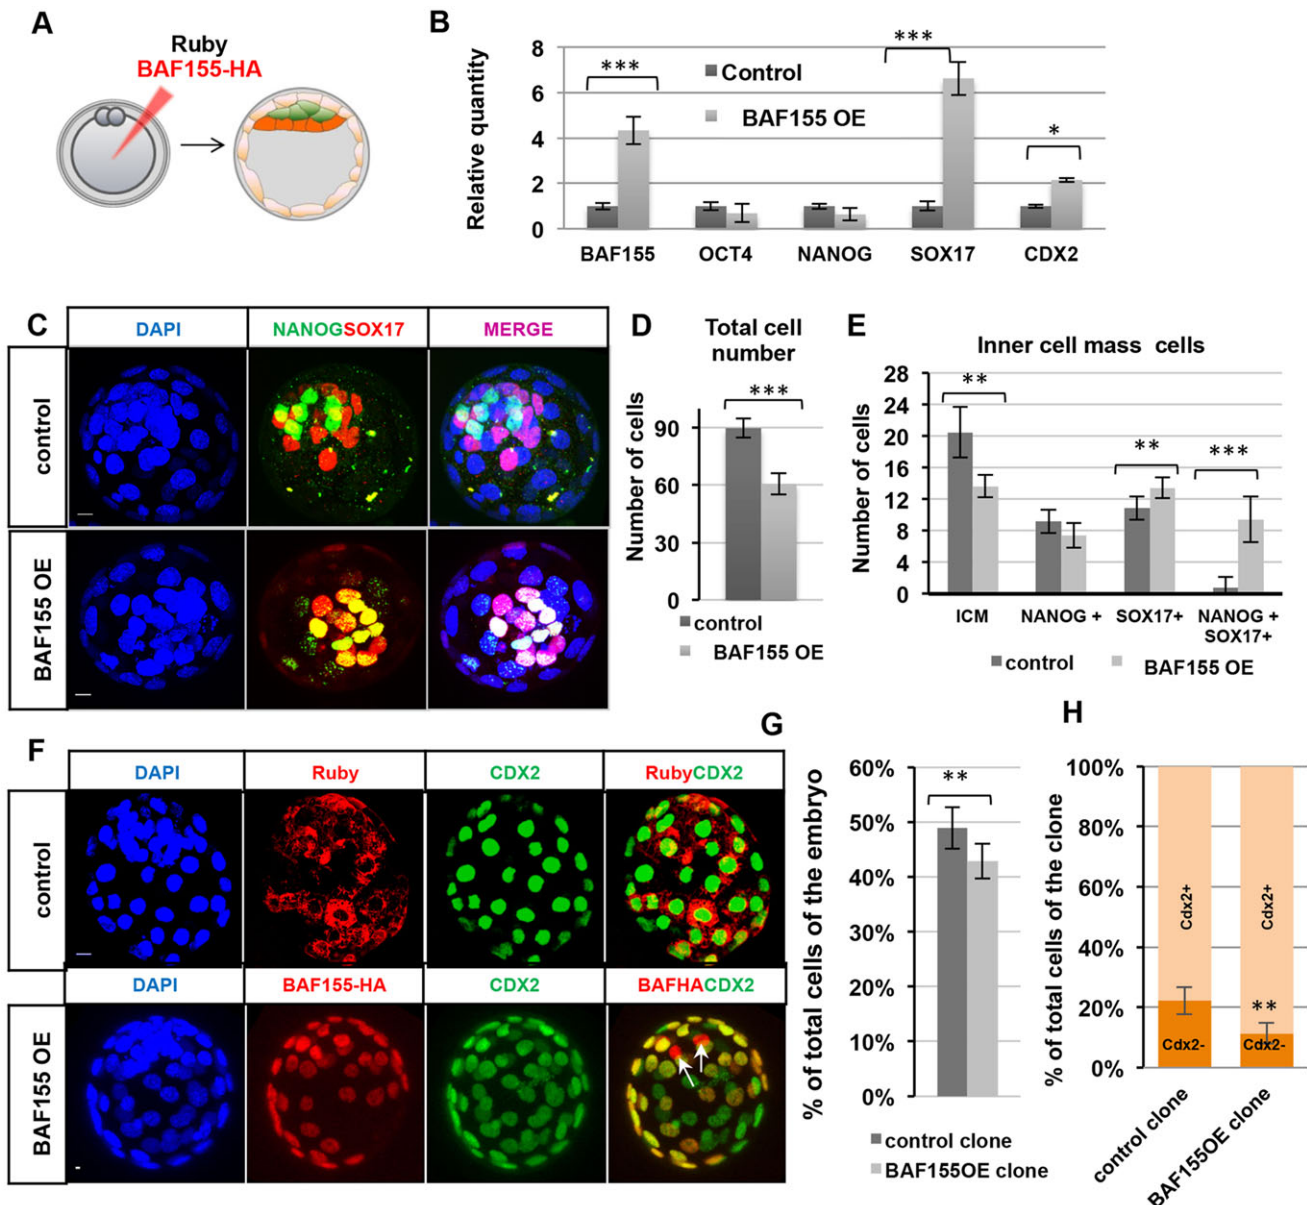 A
Ruby
BAF155-HA
B
Relative quantity
8
6
4
2
0
***
***
*
Control
BAF155 OE
BAF155 OCT4 NANOG SOX17 CDX2
C
DAPI NANOGSOX17 MERGE
control
BAF155 OE
D
Total cell
number
***
Number of cells
90
60
30
0
control
BAF155 OE
E
Inner cell mass cells
Number of cells
28
24
20
16
12
8
4
0
**
**
***
ICM NANOG + SOX17+ NANOG +
SOX17+
control BAF155 OE
F
DAPI Ruby CDX2 RubyCDX2
control
DAPI BAF155-HA CDX2 BAFHACDX2
BAF155 OE
G
% of total cells of the embryo
60%
50%
40%
30%
20%
10%
0%
**
control clone
BAF155OE clone
H
% of total cells of the clone
100%
80%
60%
40%
20%
0%
Cdx2+ Cdx2+
**
Cdx2- Cdx2-
control clone
BAF155OE clone